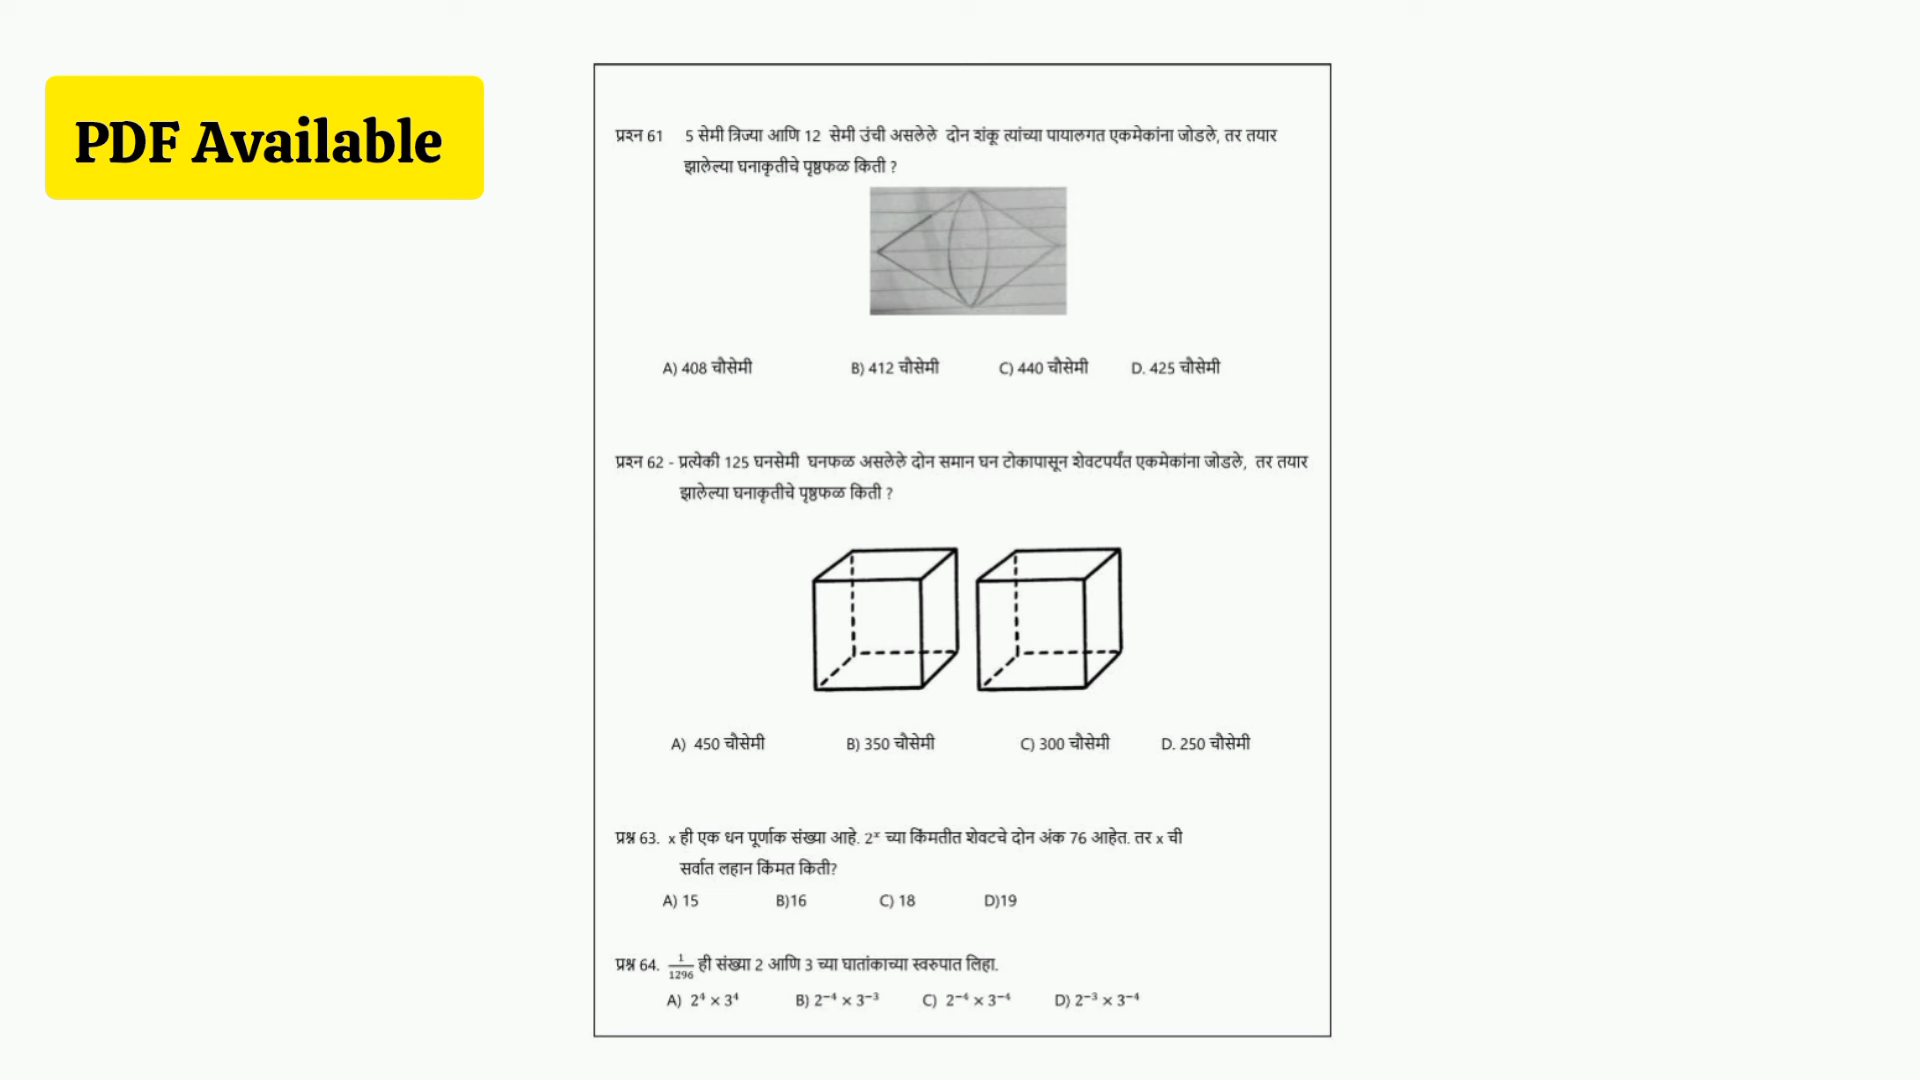 PDF Available
प्रश्न 61 5 सेमी त्रिज्या आणि 12 सेमी उंची असलेले दोन शंकू त्यांच्या पायालगत एकमेकांना जोडले, तर तयार
झालेल्या घनाकृतीचे पृष्ठफळ किती ?
A) 408 चौसेमी B) 412 चौसेमी C) 440 चौसेमी D. 425 चौसेमी
प्रश्न 62 - प्रत्येकी 125 घनसेमी घनफळ असलेले दोन समान घन टोकापासून शेवटपर्यंत एकमेकांना जोडले, तर तयार
झालेल्या घनाकृतीचे पृष्ठफळ किती ?
A) 450 चौसेमी B) 350 चौसेमी C) 300 चौसेमी D. 250 चौसेमी
प्रश्न 63. x ही एक धन पूर्णाक संख्या आहे. 2ˣ च्या किंमतीत शेवटचे दोन अंक 76 आहेत. तर x ची
सर्वात लहान किंमत किती?
A) 15 B)16 C) 18 D)19
प्रश्न 64. 1/1296 ही संख्या 2 आणि 3 च्या घातांकाच्या स्वरुपात लिहा.
A) 2⁴ × 3⁴ B) 2⁻⁴ × 3⁻³ C) 2⁻⁴ × 3⁻⁴ D) 2⁻³ × 3⁻⁴